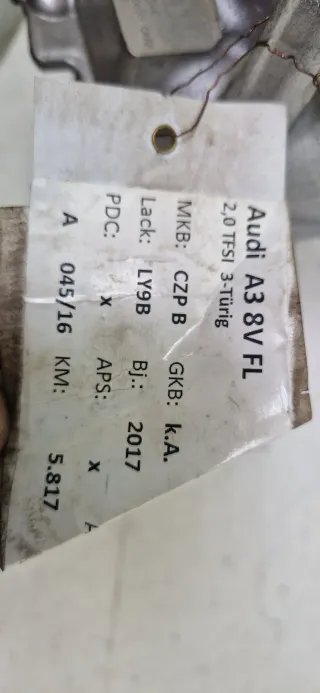 Audi A3 8V FL
2,0 TFSI 3-Türig
MKB: CZP B GKB: k.A.
Lack: LY9B Bj.: 2017
PDC: x APS: x
A 045/16 KM: 5.817